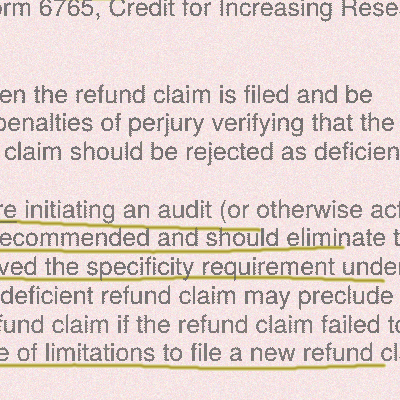 orm 6765, Credit for Increasing Rese
en the refund claim is filed and be
penalties of perjury verifying that the
claim should be rejected as deficien
re initiating an audit (or otherwise act
ecommended and should eliminate t
ved the specificity requirement under
deficient refund claim may preclude
fund claim if the refund claim failed to
e of limitations to file a new refund cl